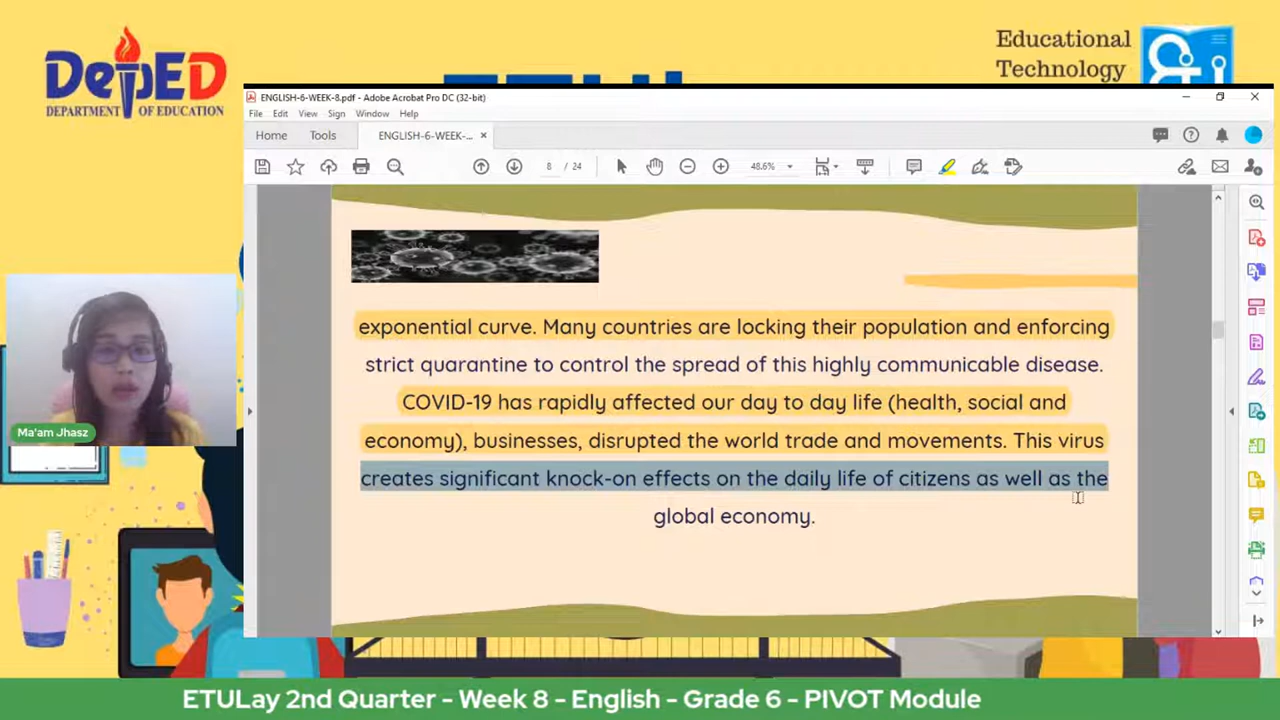 DepED
DEPARTMENT OF EDUCATION
Educational
Technology
ENGLISH-6-WEEK-8.pdf - Adobe Acrobat Pro DC (32-bit)
File Edit View Sign Window Help
Home Tools ENGLISH-6-WEEK-... ×
8 / 24 48.6%
exponential curve. Many countries are locking their population and enforcing
strict quarantine to control the spread of this highly communicable disease.
COVID-19 has rapidly affected our day to day life (health, social and
economy), businesses, disrupted the world trade and movements. This virus
creates significant knock-on effects on the daily life of citizens as well as the
global economy.
Ma'am Jhasz
ETULay 2nd Quarter - Week 8 - English - Grade 6 - PIVOT Module